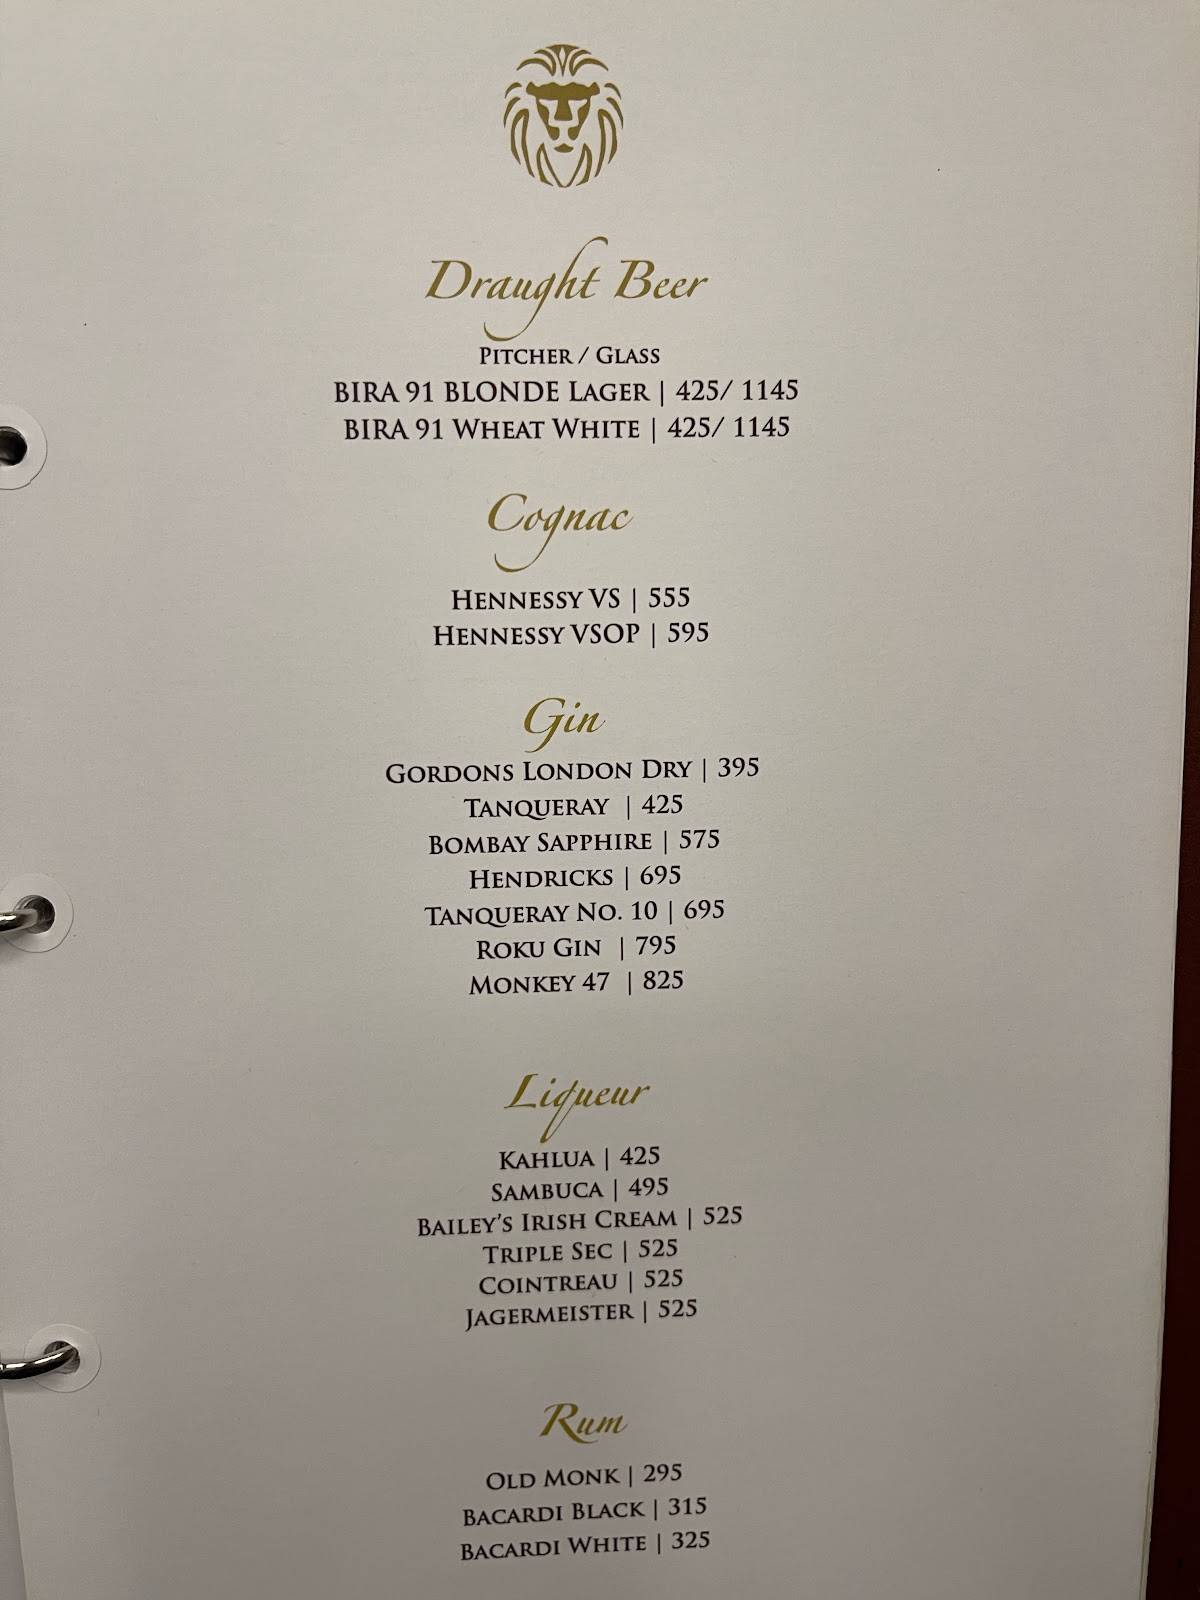 Draught Beer
Pitcher / Glass
BIRA 91 BLONDE Lager | 425/ 1145
BIRA 91 Wheat White | 425/ 1145
Cognac
Hennessy VS | 555
Hennessy VSOP | 595
Gin
Gordons London Dry | 395
Tanqueray | 425
Bombay Sapphire | 575
Hendricks | 695
Tanqueray No. 10 | 695
Roku Gin | 795
Monkey 47 | 825
Liqueur
Kahlua | 425
Sambuca | 495
Bailey's Irish Cream | 525
Triple Sec | 525
Cointreau | 525
Jagermeister | 525
Rum
Old Monk | 295
Bacardi Black | 315
Bacardi White | 325